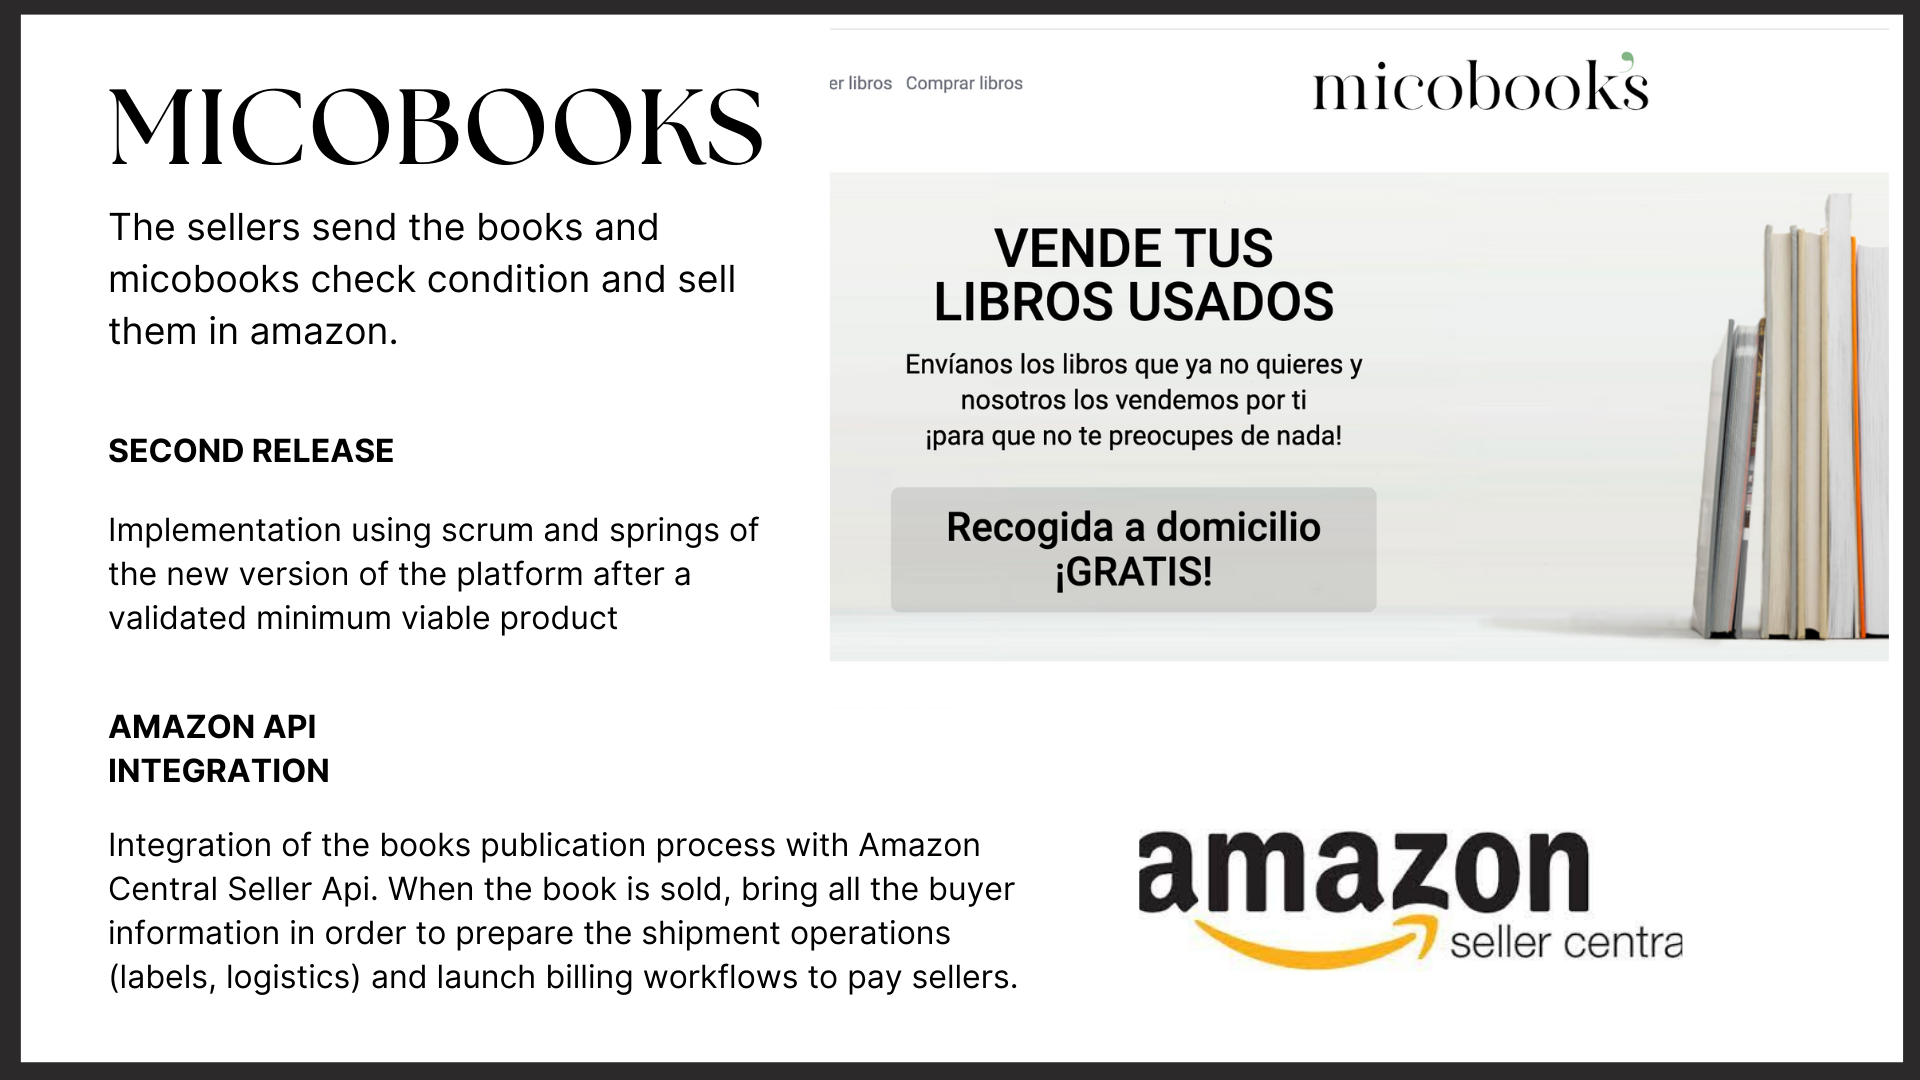 MICOBOOKS
The sellers send the books and
micobooks check condition and sell
them in amazon.
SECOND RELEASE
Implementation using scrum and springs of
the new version of the platform after a
validated minimum viable product
AMAZON API
INTEGRATION
Integration of the books publication process with Amazon
Central Seller Api. When the book is sold, bring all the buyer
information in order to prepare the shipment operations
(labels, logistics) and launch billing workflows to pay sellers.
er libros Comprar libros
micobook's
VENDE TUS
LIBROS USADOS
Envíanos los libros que ya no quieres y
nosotros los vendemos por ti
¡para que no te preocupes de nada!
Recogida a domicilio
¡GRATIS!
amazon
seller centra